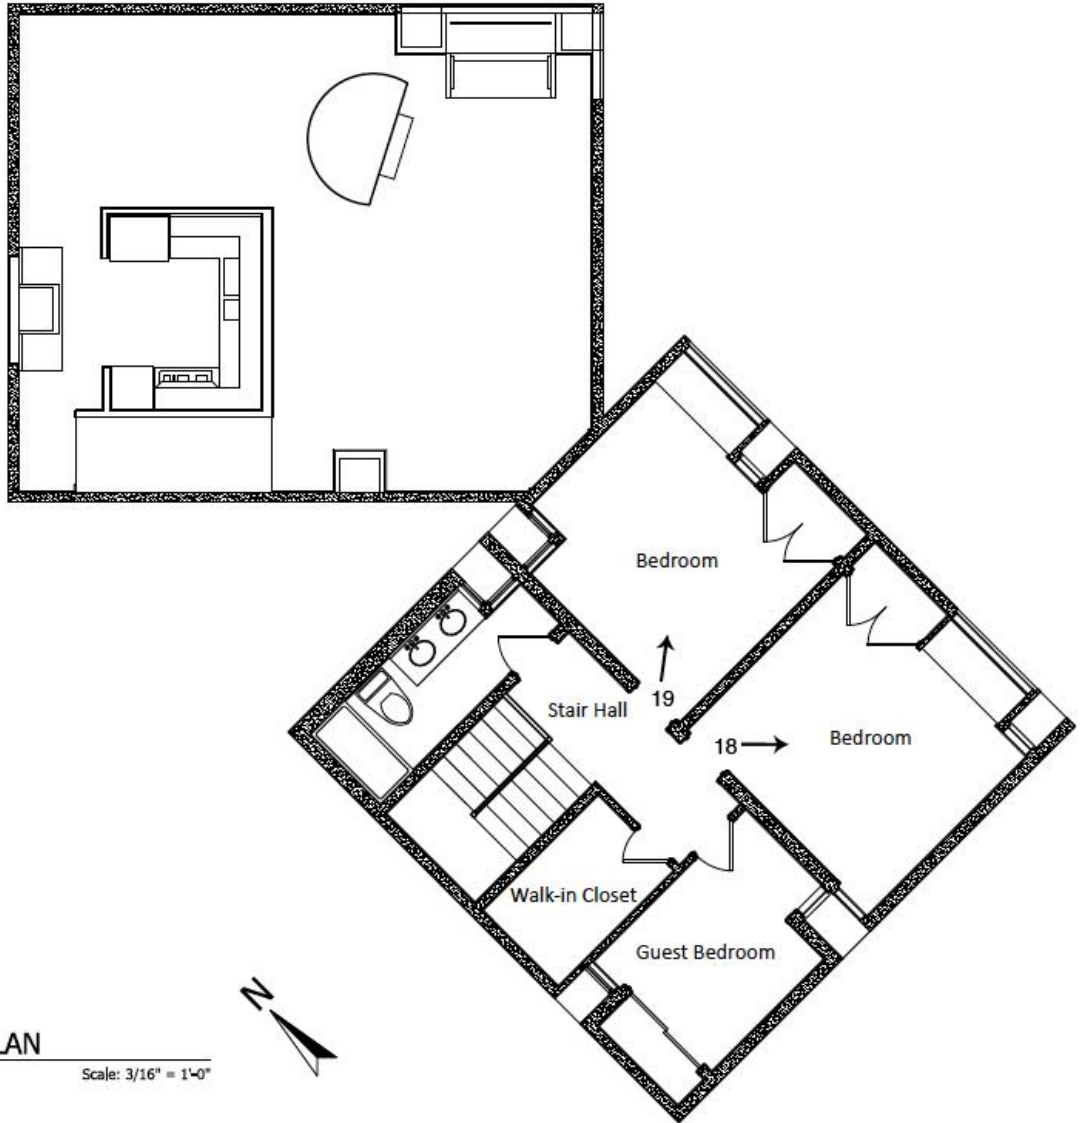 Bedroom
19
Stair Hall
18
Bedroom
Walk-in Closet
Guest Bedroom
N
LAN
Scale: 3/16" = 1'-0"